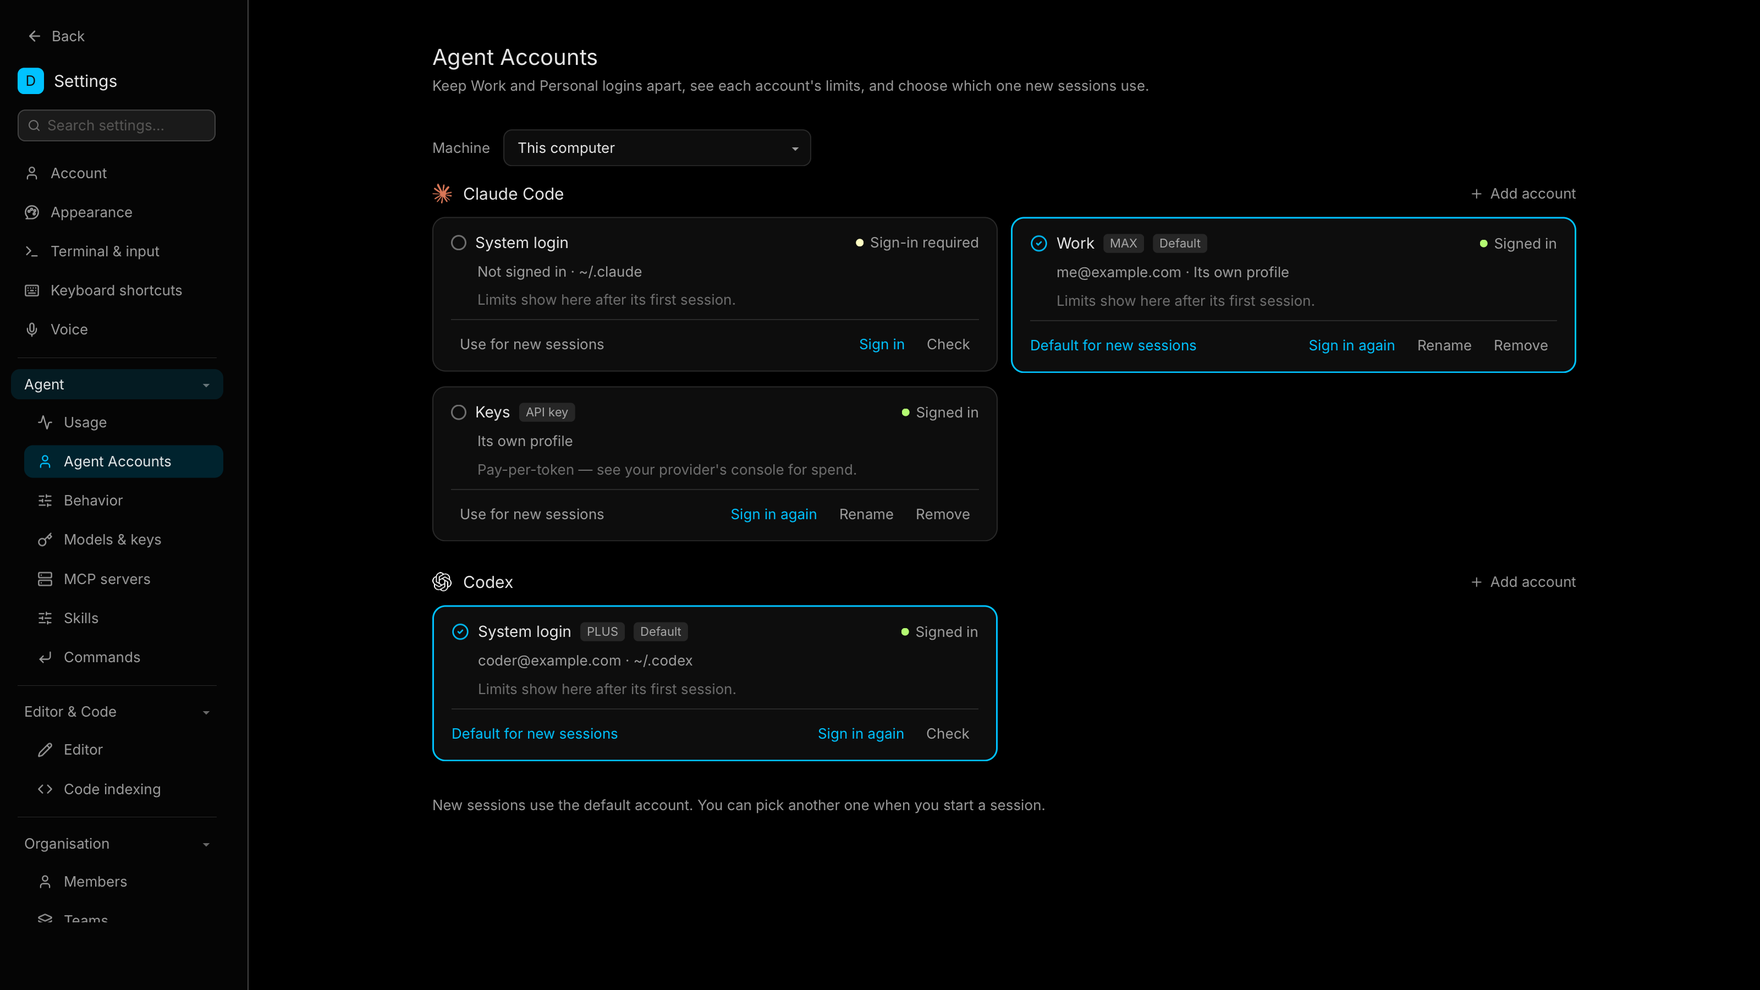 Back
D Settings
Search settings...
Account
Appearance
Terminal & input
Keyboard shortcuts
Voice
Agent
Usage
Agent Accounts
Behavior
Models & keys
MCP servers
Skills
Commands
Editor & Code
Editor
Code indexing
Organisation
Members
Teams
Agent Accounts
Keep Work and Personal logins apart, see each account's limits, and choose which one new sessions use.
Machine This computer
Claude Code + Add account
System login Sign-in required
Not signed in · ~/.claude
Limits show here after its first session.
Use for new sessions Sign in Check
Work MAX Default Signed in
me@example.com · Its own profile
Limits show here after its first session.
Default for new sessions Sign in again Rename Remove
Keys API key Signed in
Its own profile
Pay-per-token — see your provider's console for spend.
Use for new sessions Sign in again Rename Remove
Codex + Add account
System login PLUS Default Signed in
coder@example.com · ~/.codex
Limits show here after its first session.
Default for new sessions Sign in again Check
New sessions use the default account. You can pick another one when you start a session.